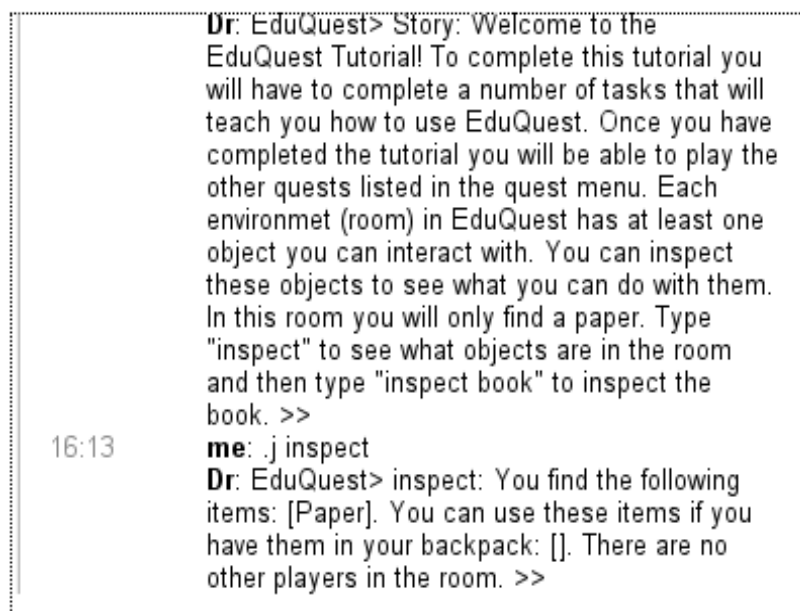 Dr: EduQuest> Story: Welcome to the
EduQuest Tutorial! To complete this tutorial you
will have to complete a number of tasks that will
teach you how to use EduQuest. Once you have
completed the tutorial you will be able to play the
other quests listed in the quest menu. Each
environmet (room) in EduQuest has at least one
object you can interact with. You can inspect
these objects to see what you can do with them.
In this room you will only find a paper. Type
"inspect" to see what objects are in the room
and then type "inspect book" to inspect the
book. >>
16:13 me: .j inspect
Dr: EduQuest> inspect: You find the following
items: [Paper]. You can use these items if you
have them in your backpack: []. There are no
other players in the room. >>